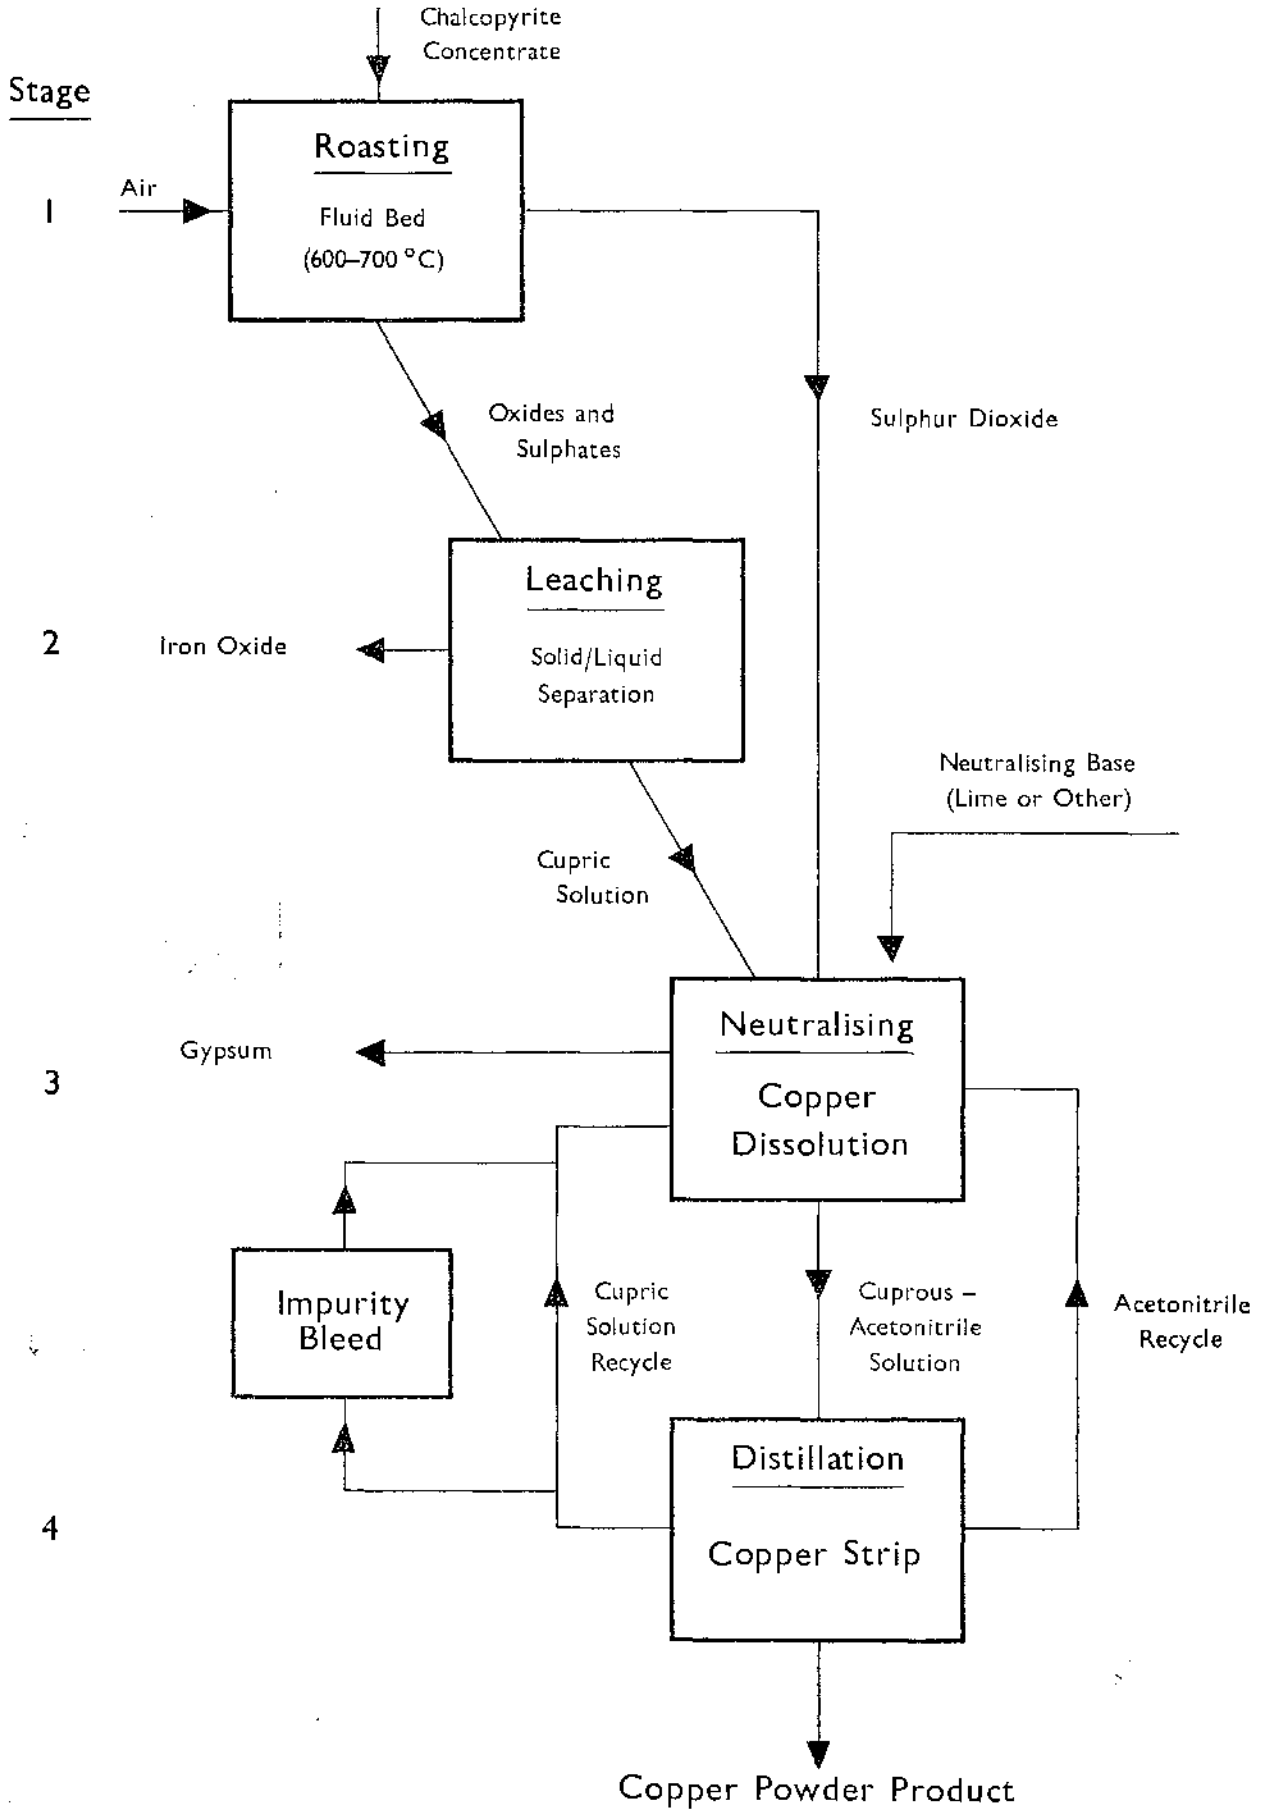 Chalcopyrite
Concentrate
Stage
Roasting
Air
1
Fluid Bed
(600–700 °C)
Oxides and
Sulphates
Sulphur Dioxide
Leaching
2
Iron Oxide
Solid/Liquid
Separation
Neutralising Base
(Lime or Other)
Cupric
Solution
Neutralising
Gypsum
3
Copper
Dissolution
Impurity
Bleed
Cupric
Solution
Recycle
Cuprous –
Acetonitrile
Solution
Acetonitrile
Recycle
Distillation
4
Copper Strip
Copper Powder Product